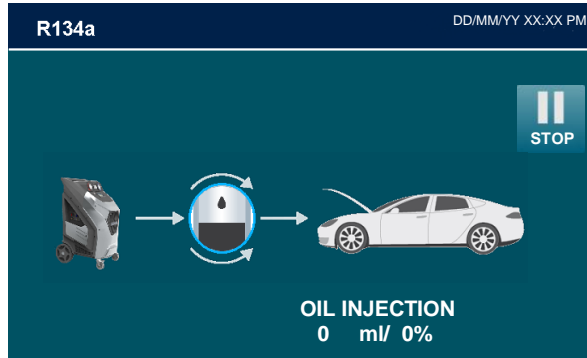 R134a
DD/MM/YY XX:XX PM
STOP
OIL INJECTION
0 ml/ 0%